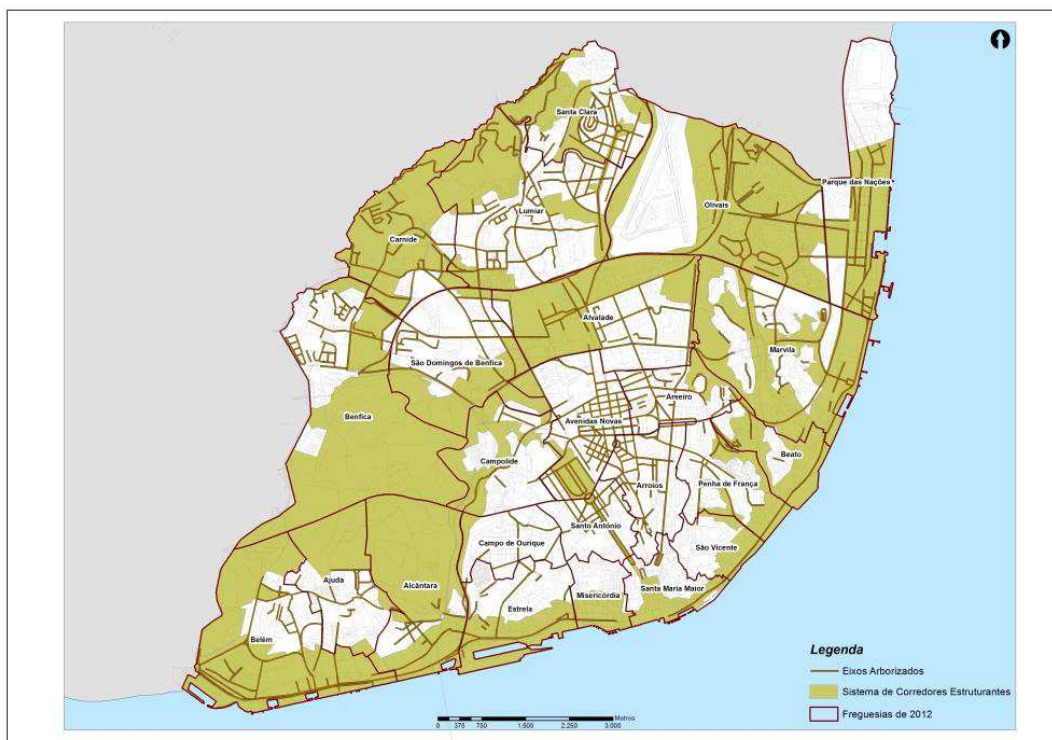 Santa Clara
Parque das Nações
Olivais
Lumiar
Carnide
Alvalade
Marvila
São Domingos de Benfica
Areeiro
Benfica
Avenidas Novas
Beato
Campolide
Penha de França
Arroios
Santo António
Campo de Ourique
São Vicente
Ajuda
Alcântara
Santa Maria Maior
Misericórdia
Estrela
Belém
Legenda
Eixos Arborizados
Sistema de Corredores Estruturantes
Freguesias de 2012
Metros
0 375 750 1.500 2.250 3.000